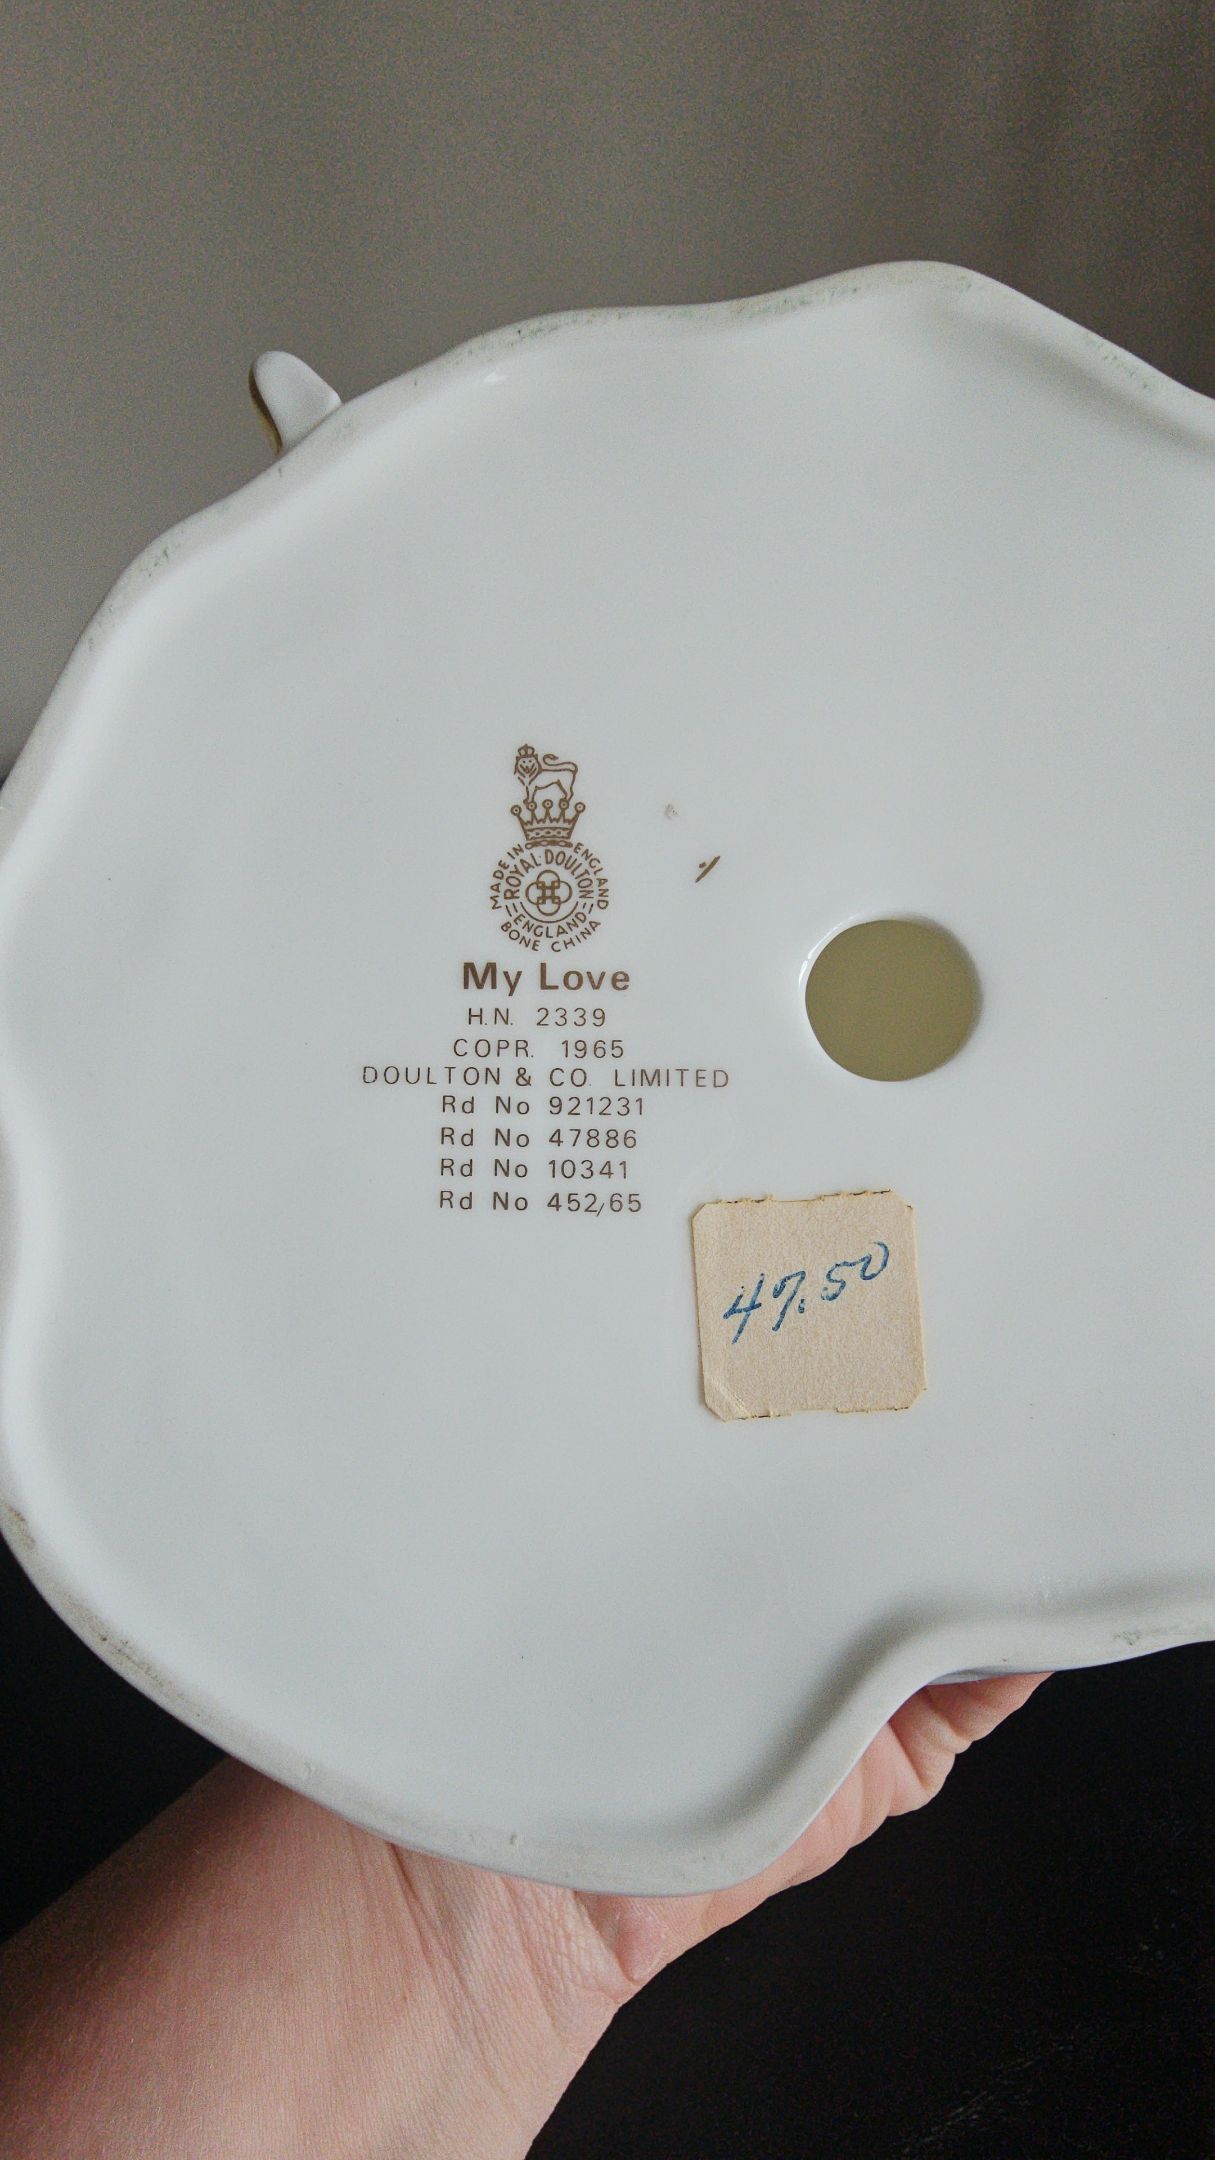 MADE IN ENGLAND
ROYAL·DOULTON
ENGLAND
BONE CHINA
My Love
H.N. 2339
COPR. 1965
DOULTON & CO. LIMITED
Rd No 921231
Rd No 47886
Rd No 10341
Rd No 452/65
47.50